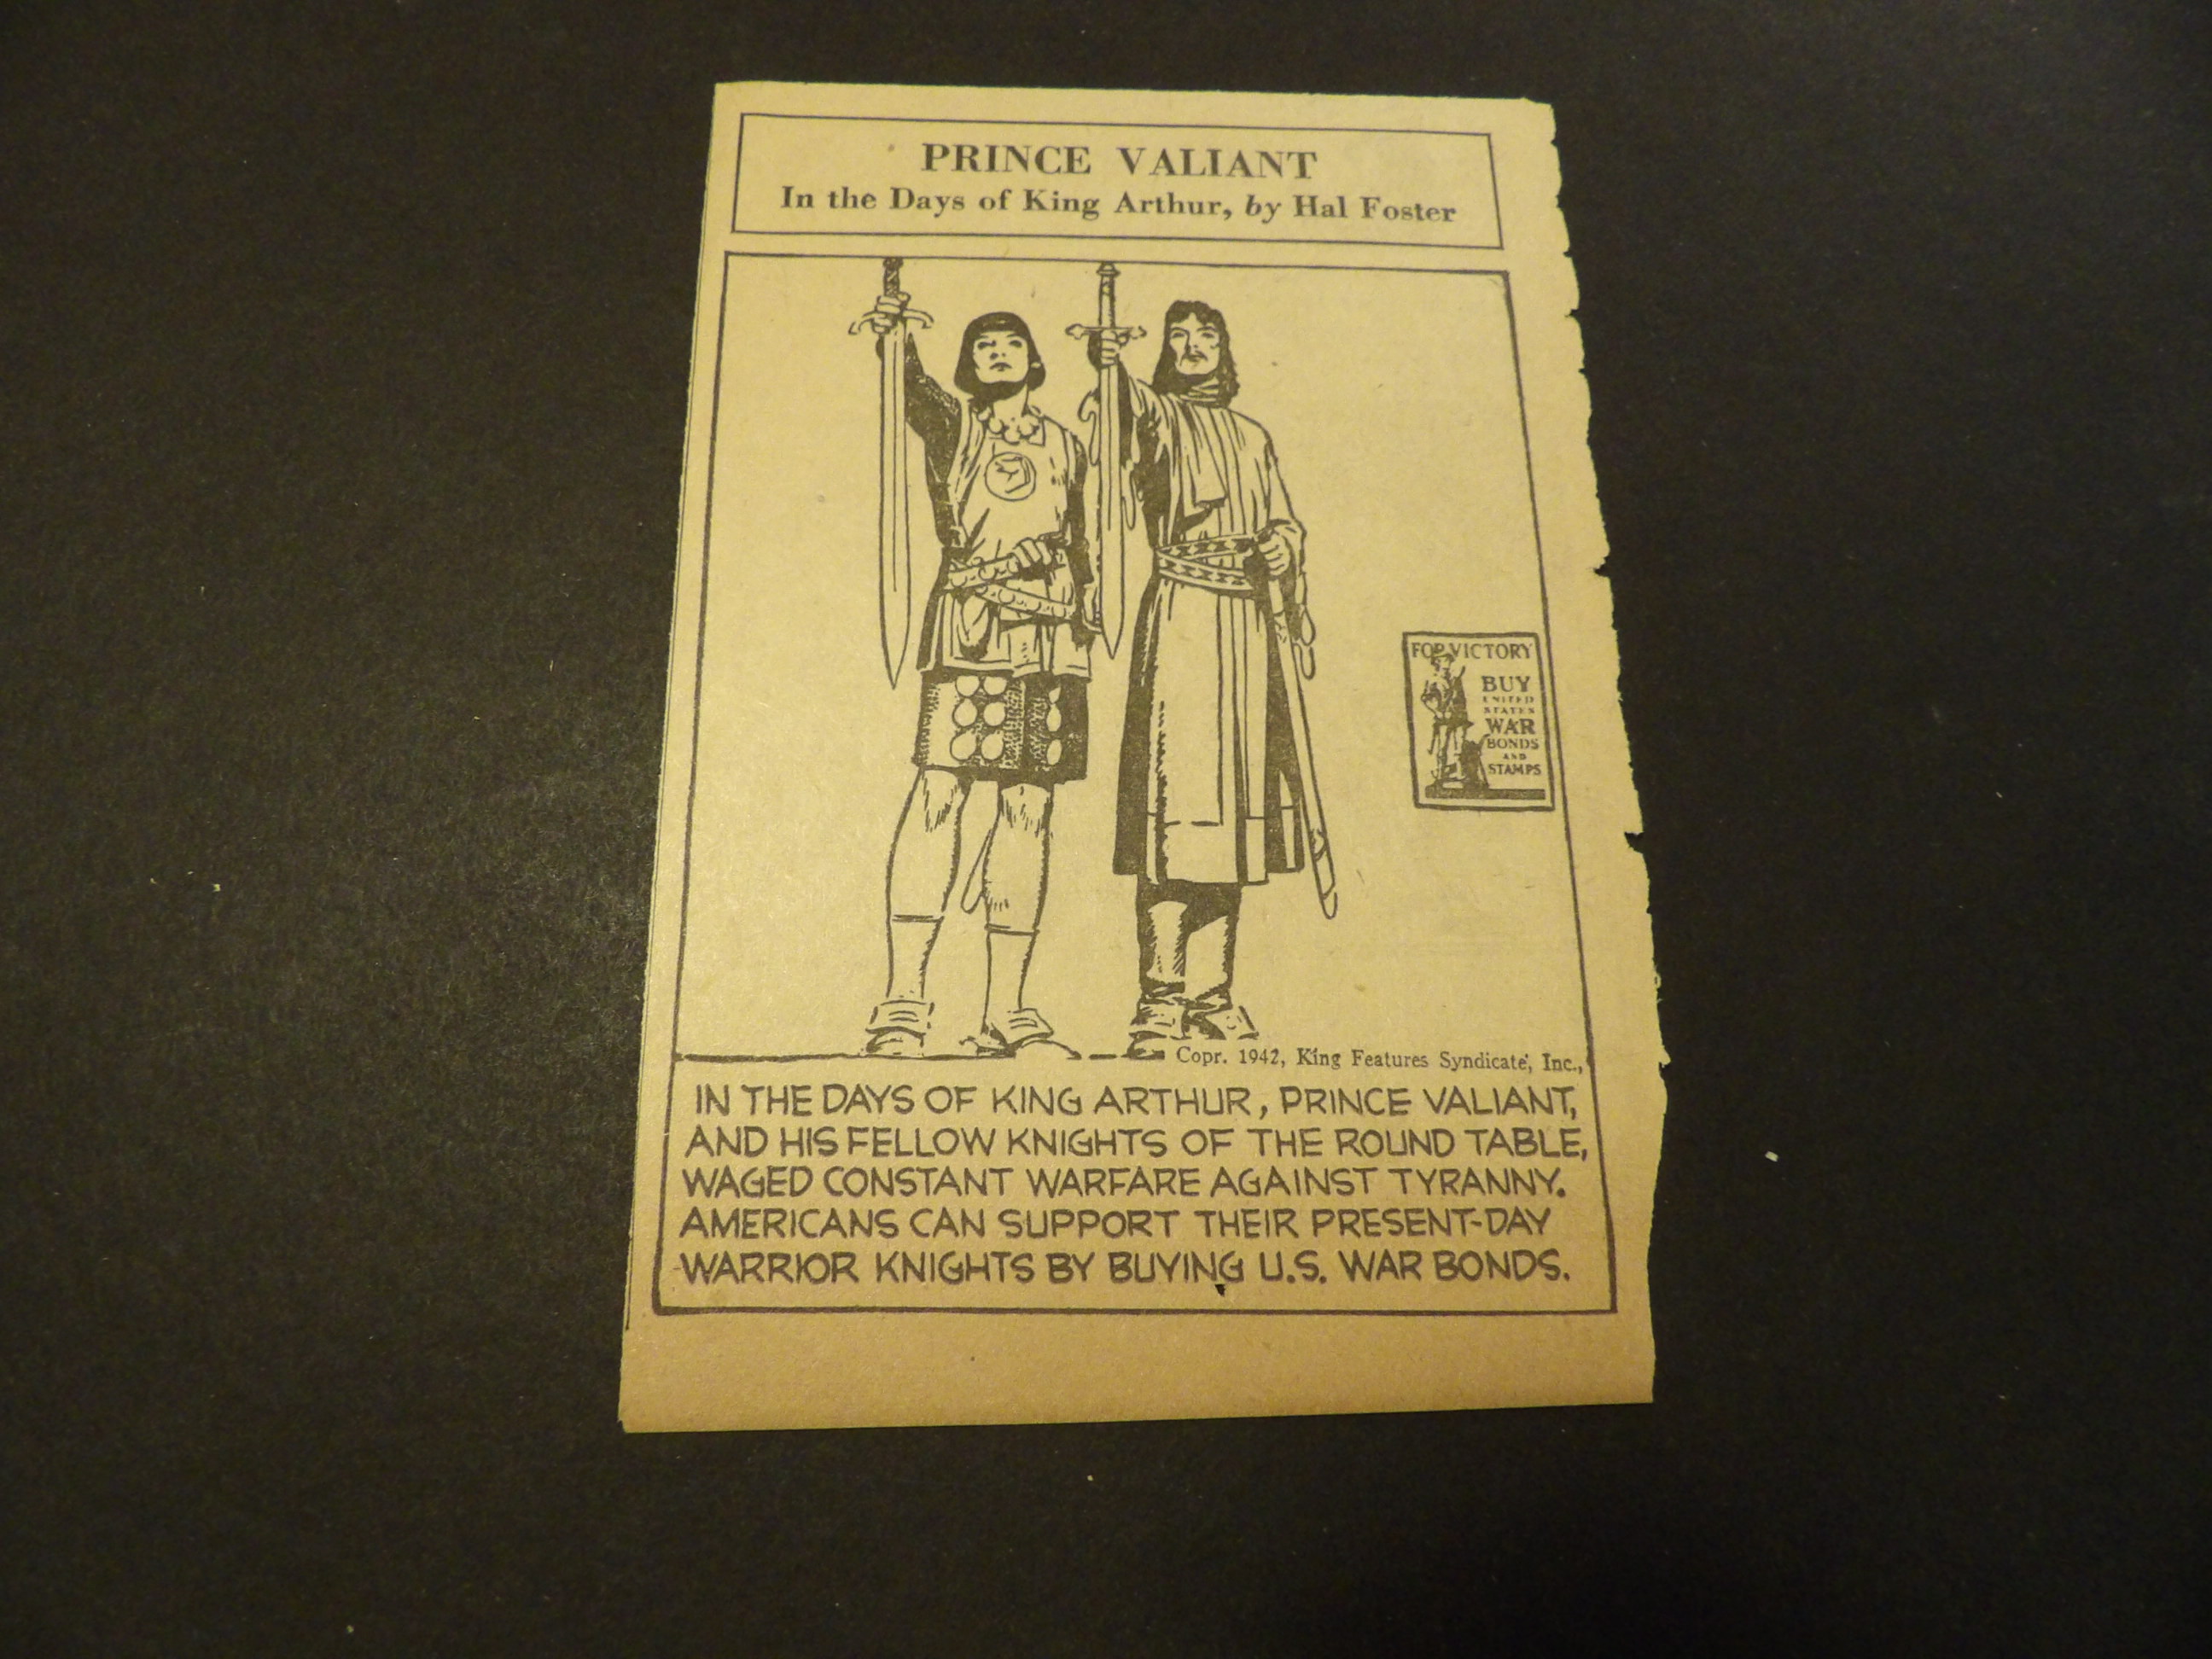 PRINCE VALIANT
In the Days of King Arthur, by Hal Foster
FOR VICTORY
BUY
UNITED
STATES
WAR
BONDS
AND
STAMPS
Copr. 1942, King Features Syndicate, Inc.,
IN THE DAYS OF KING ARTHUR, PRINCE VALIANT,
AND HIS FELLOW KNIGHTS OF THE ROUND TABLE,
WAGED CONSTANT WARFARE AGAINST TYRANNY.
AMERICANS CAN SUPPORT THEIR PRESENT-DAY
WARRIOR KNIGHTS BY BUYING U.S. WAR BONDS.